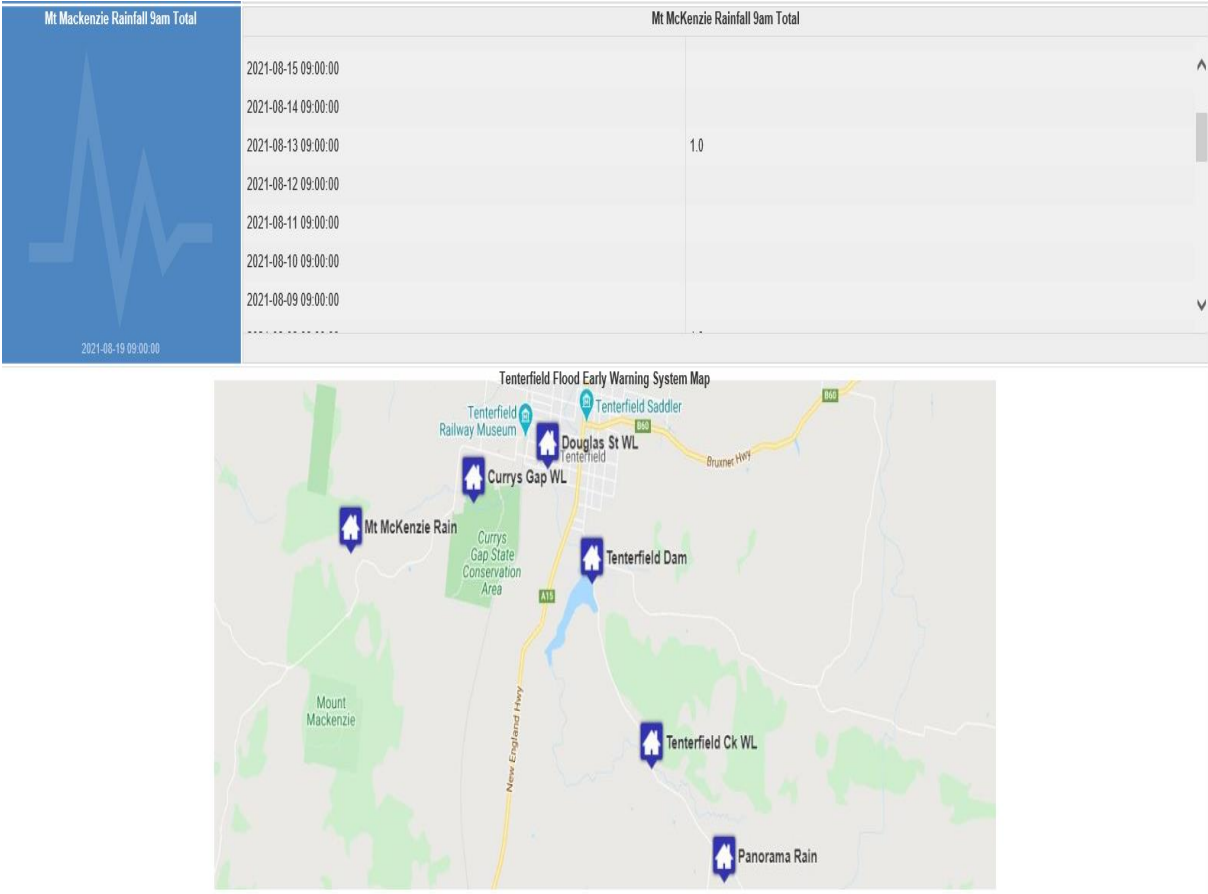 Mt Mackenzie Rainfall 9am Total
Mt McKenzie Rainfall 9am Total
2021-08-15 09:00:00
2021-08-14 09:00:00
2021-08-13 09:00:00 1.0
2021-08-12 09:00:00
2021-08-11 09:00:00
2021-08-10 09:00:00
2021-08-09 09:00:00
2021-08-19 09:00:00
Tenterfield Flood Early Warning System Map
Tenterfield
Railway Museum
Tenterfield Saddler
B60
B60
Douglas St WL
Tenterfield
Bruxner Hwy
Currys Gap WL
Mt McKenzie Rain
Currys
Gap State
Conservation
Area
Tenterfield Dam
A15
Mount
Mackenzie
New England Hwy
Tenterfield Ck WL
Panorama Rain